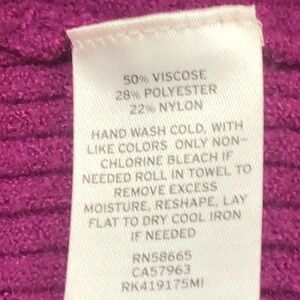 50% VISCOSE
28% POLYESTER
22% NYLON
HAND WASH COLD, WITH
LIKE COLORS ONLY NON-
CHLORINE BLEACH IF
NEEDED ROLL IN TOWEL TO
REMOVE EXCESS
MOISTURE, RESHAPE, LAY
FLAT TO DRY COOL IRON
IF NEEDED
RN58665
CA57963
RK419175MI